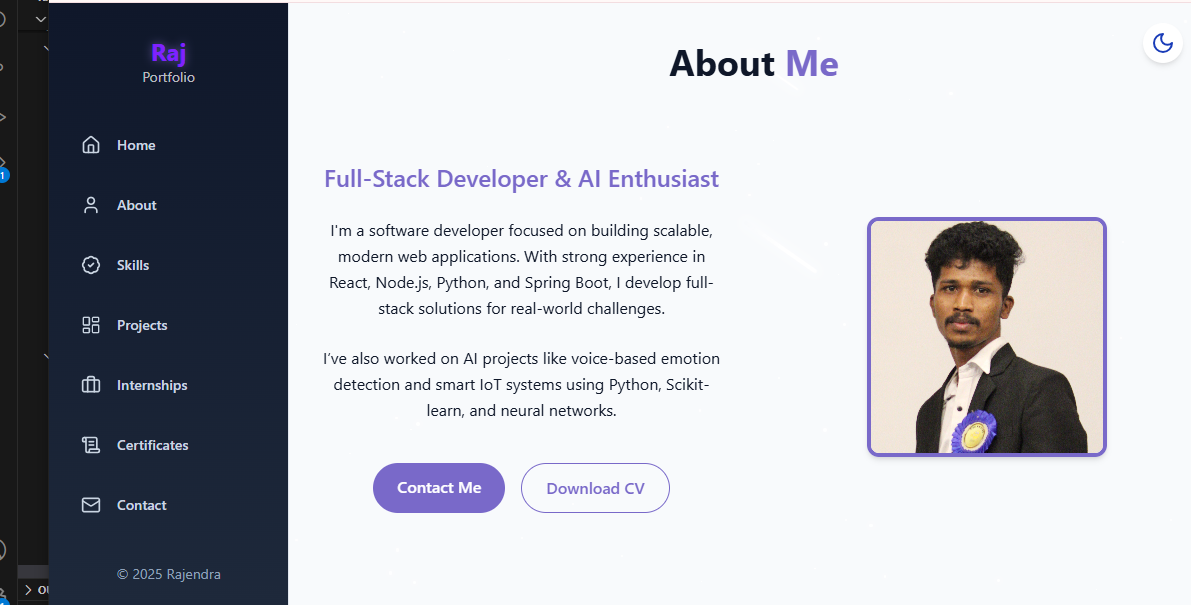 Raj
Portfolio
Home
About
Skills
Projects
Internships
Certificates
Contact
© 2025 Rajendra
About Me
Full-Stack Developer & AI Enthusiast
I'm a software developer focused on building scalable,
modern web applications. With strong experience in
React, Node.js, Python, and Spring Boot, I develop full-
stack solutions for real-world challenges.
I’ve also worked on AI projects like voice-based emotion
detection and smart IoT systems using Python, Scikit-
learn, and neural networks.
Contact Me
Download CV
1